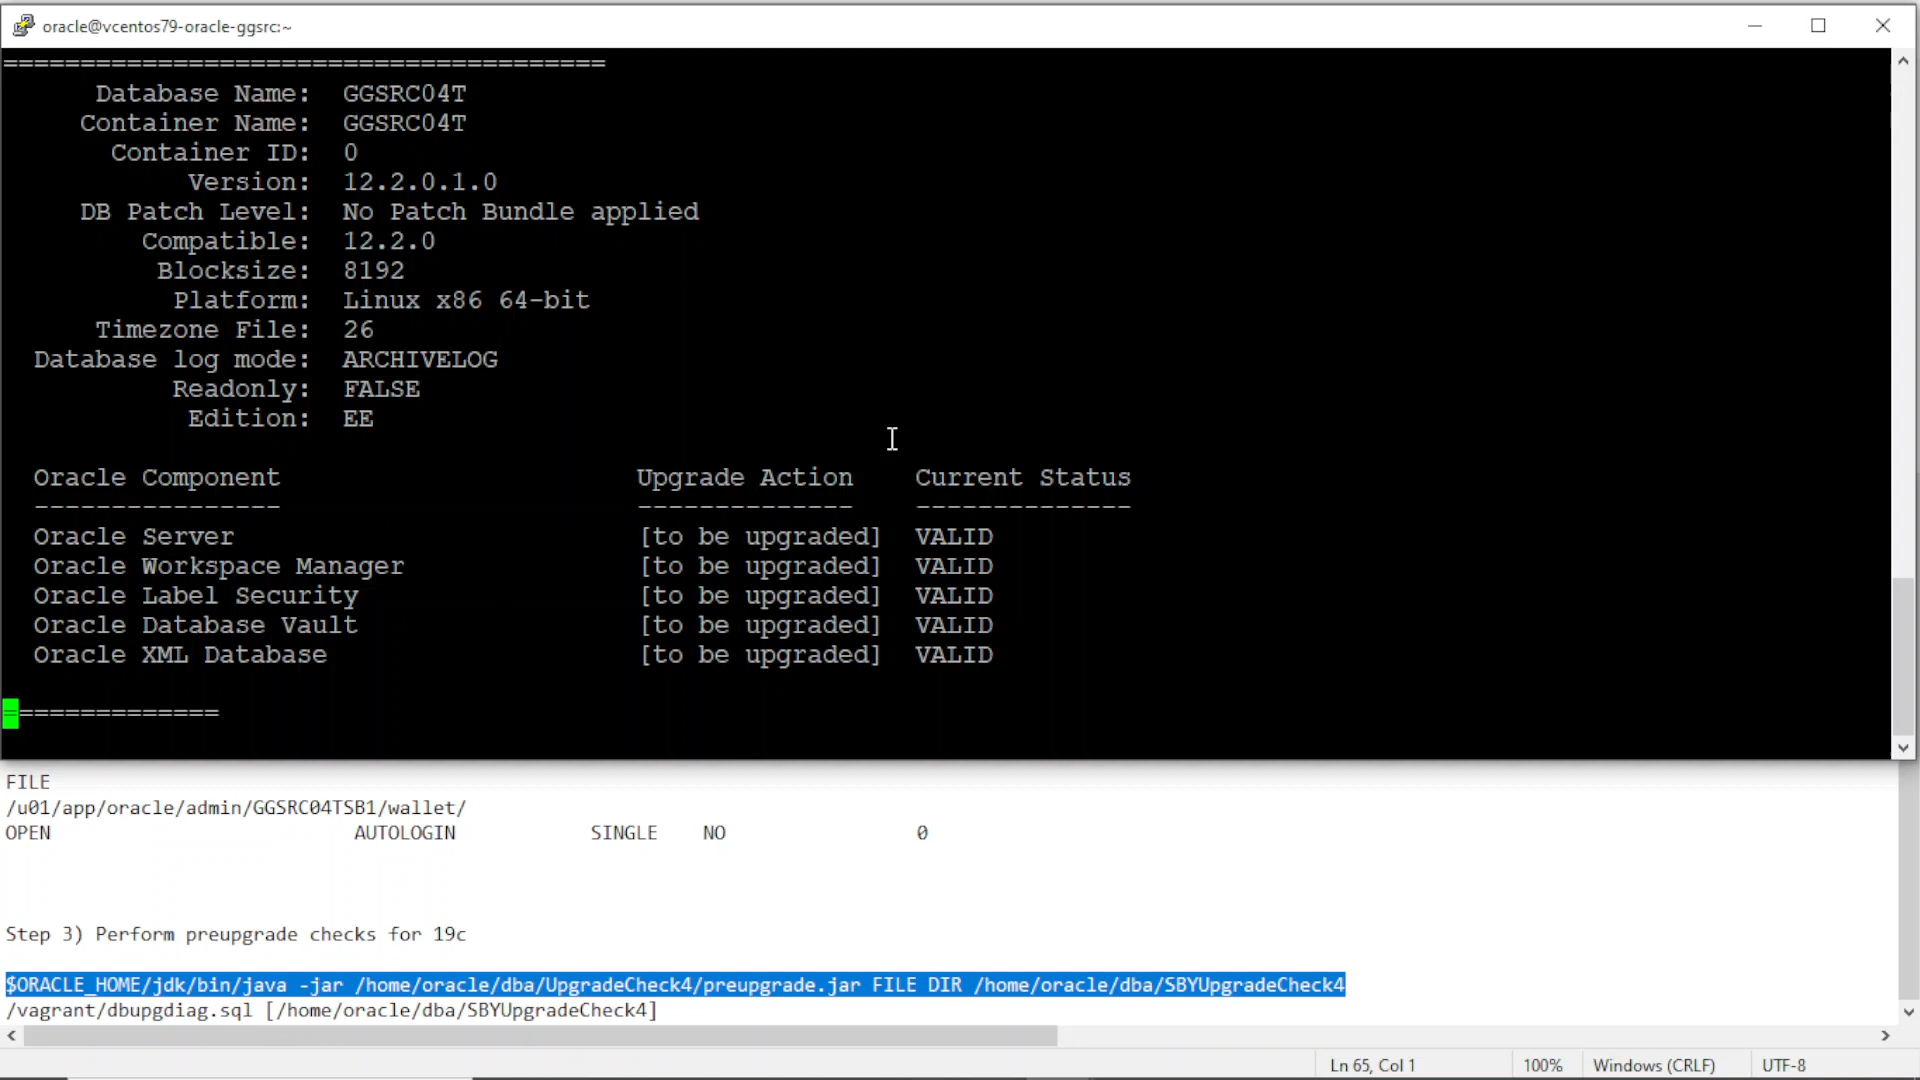 oracle@vcentos79-oracle-ggsrc:~
=======================================
Database Name: GGSRC04T
Container Name: GGSRC04T
Container ID: 0
Version: 12.2.0.1.0
DB Patch Level: No Patch Bundle applied
Compatible: 12.2.0
Blocksize: 8192
Platform: Linux x86 64-bit
Timezone File: 26
Database log mode: ARCHIVELOG
Readonly: FALSE
Edition: EE
Oracle Component Upgrade Action Current Status
---------------- -------------- --------------
Oracle Server [to be upgraded] VALID
Oracle Workspace Manager [to be upgraded] VALID
Oracle Label Security [to be upgraded] VALID
Oracle Database Vault [to be upgraded] VALID
Oracle XML Database [to be upgraded] VALID
==============
FILE
/u01/app/oracle/admin/GGSRC04TSB1/wallet/
OPEN AUTOLOGIN SINGLE NO 0
Step 3) Perform preupgrade checks for 19c
$ORACLE_HOME/jdk/bin/java -jar /home/oracle/dba/UpgradeCheck4/preupgrade.jar FILE DIR /home/oracle/dba/SBYUpgradeCheck4
/vagrant/dbupgdiag.sql [/home/oracle/dba/SBYUpgradeCheck4]
Ln 65, Col 1 100% Windows (CRLF) UTF-8